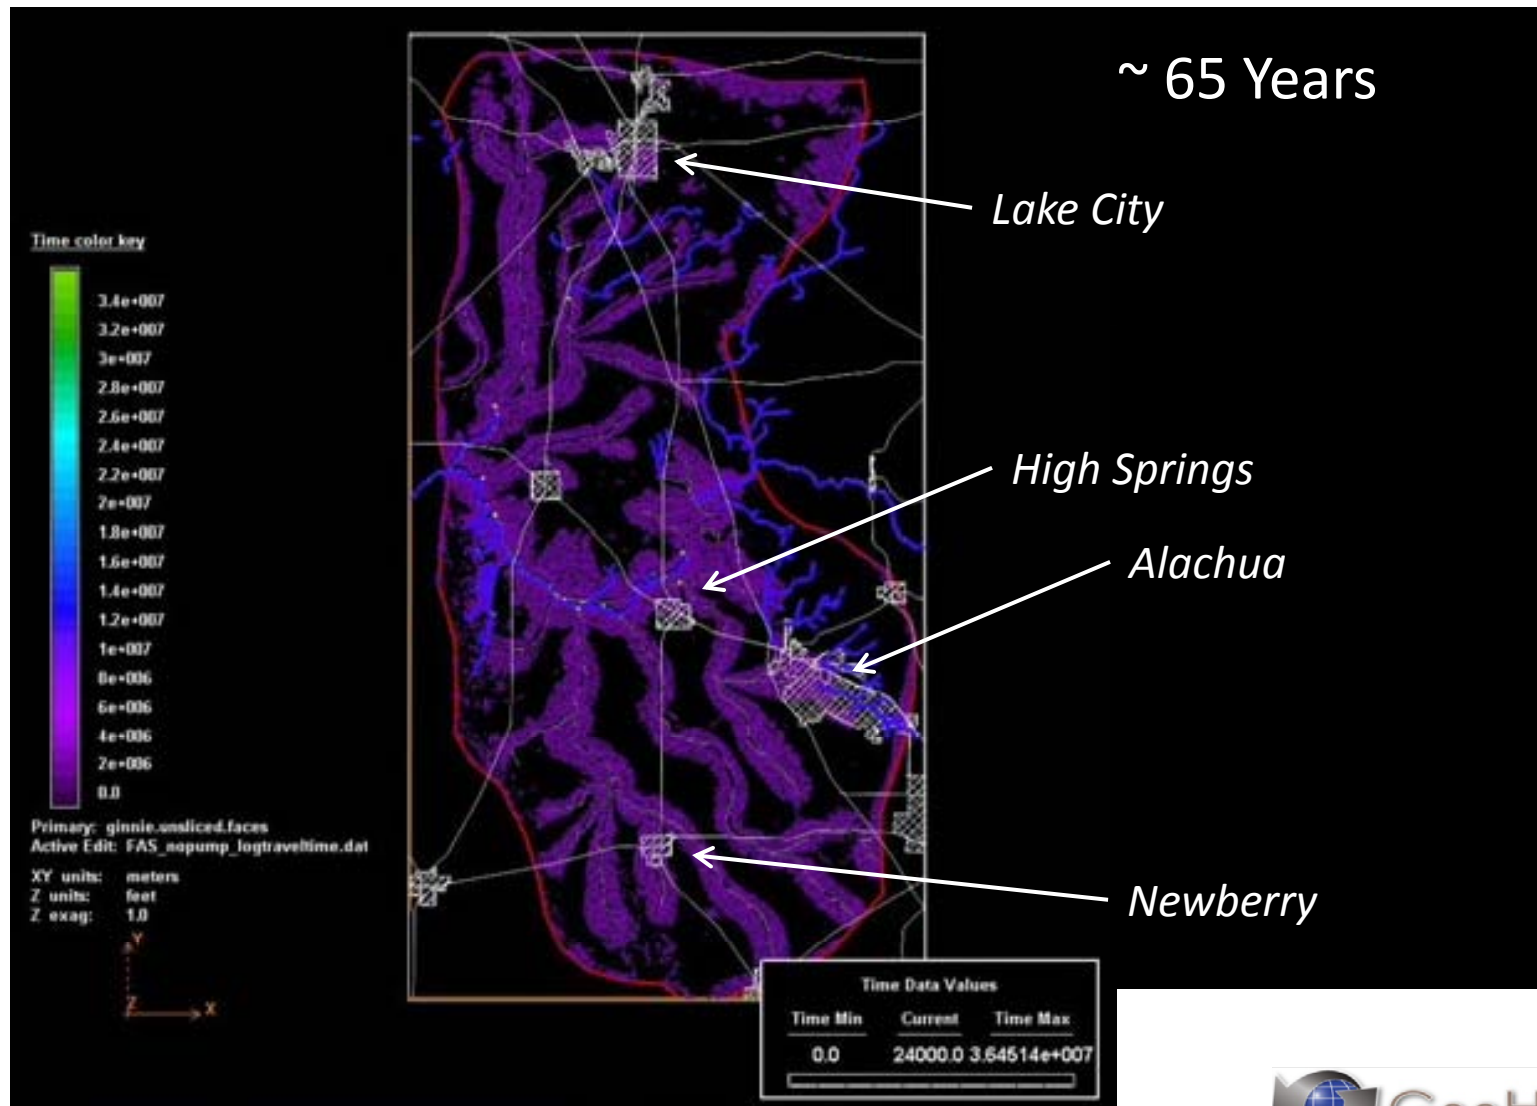 ~ 65 Years
Lake City
High Springs
Alachua
Newberry
Time color key
3.4e+007
3.2e+007
3e+007
2.8e+007
2.6e+007
2.4e+007
2.2e+007
2e+007
1.8e+007
1.6e+007
1.4e+007
1.2e+007
1e+007
8e+006
6e+006
4e+006
2e+006
0.0
Primary: ginnie.unsliced.faces
Active Edit: FAS_nopump_logtraveltime.dat
XY units: meters
Z units: feet
Z exag: 1.0
Y
Z X
Time Data Values
Time Min Current Time Max
0.0 24000.0 3.64514e+007